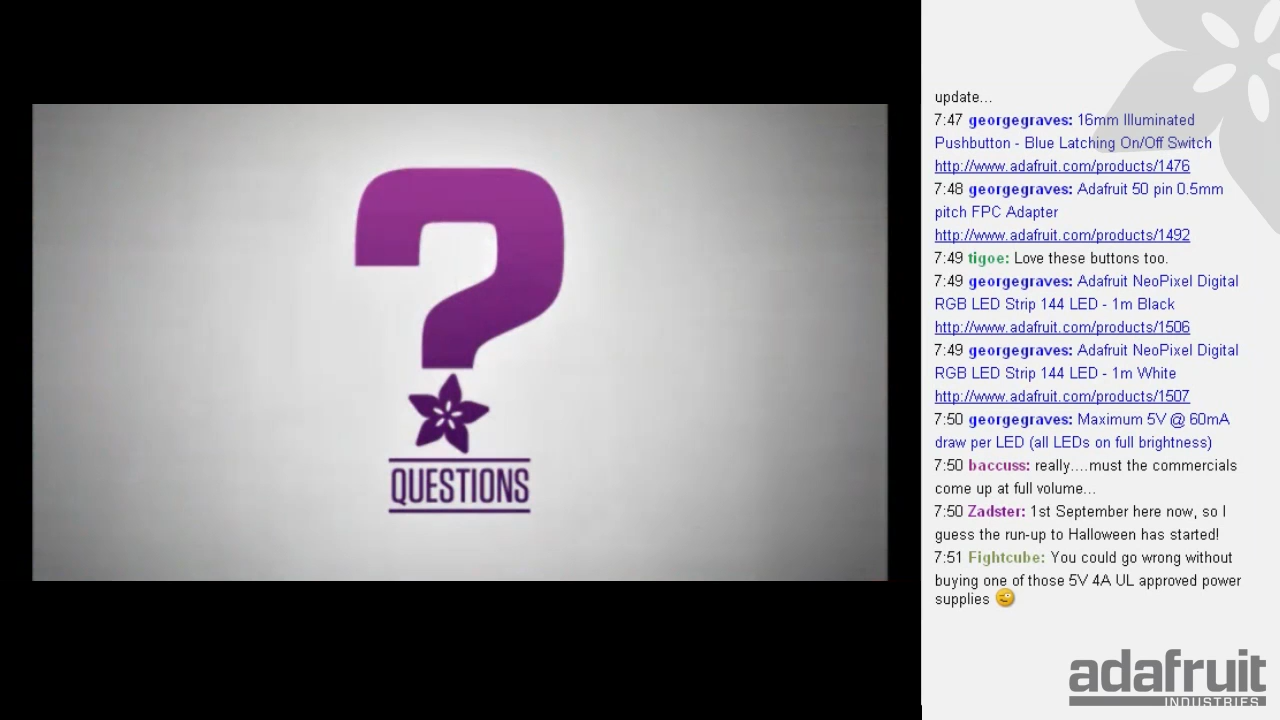 ?
QUESTIONS
update...
7:47 georgegraves: 16mm Illuminated
Pushbutton - Blue Latching On/Off Switch
http://www.adafruit.com/products/1476
7:48 georgegraves: Adafruit 50 pin 0.5mm
pitch FPC Adapter
http://www.adafruit.com/products/1492
7:49 tigoe: Love these buttons too.
7:49 georgegraves: Adafruit NeoPixel Digital
RGB LED Strip 144 LED - 1m Black
http://www.adafruit.com/products/1506
7:49 georgegraves: Adafruit NeoPixel Digital
RGB LED Strip 144 LED - 1m White
http://www.adafruit.com/products/1507
7:50 georgegraves: Maximum 5V @ 60mA
draw per LED (all LEDs on full brightness)
7:50 baccuss: really....must the commercials
come up at full volume...
7:50 Zadster: 1st September here now, so I
guess the run-up to Halloween has started!
7:51 Fightcube: You could go wrong without
buying one of those 5V 4A UL approved power
supplies
adafruit
INDUSTRIES